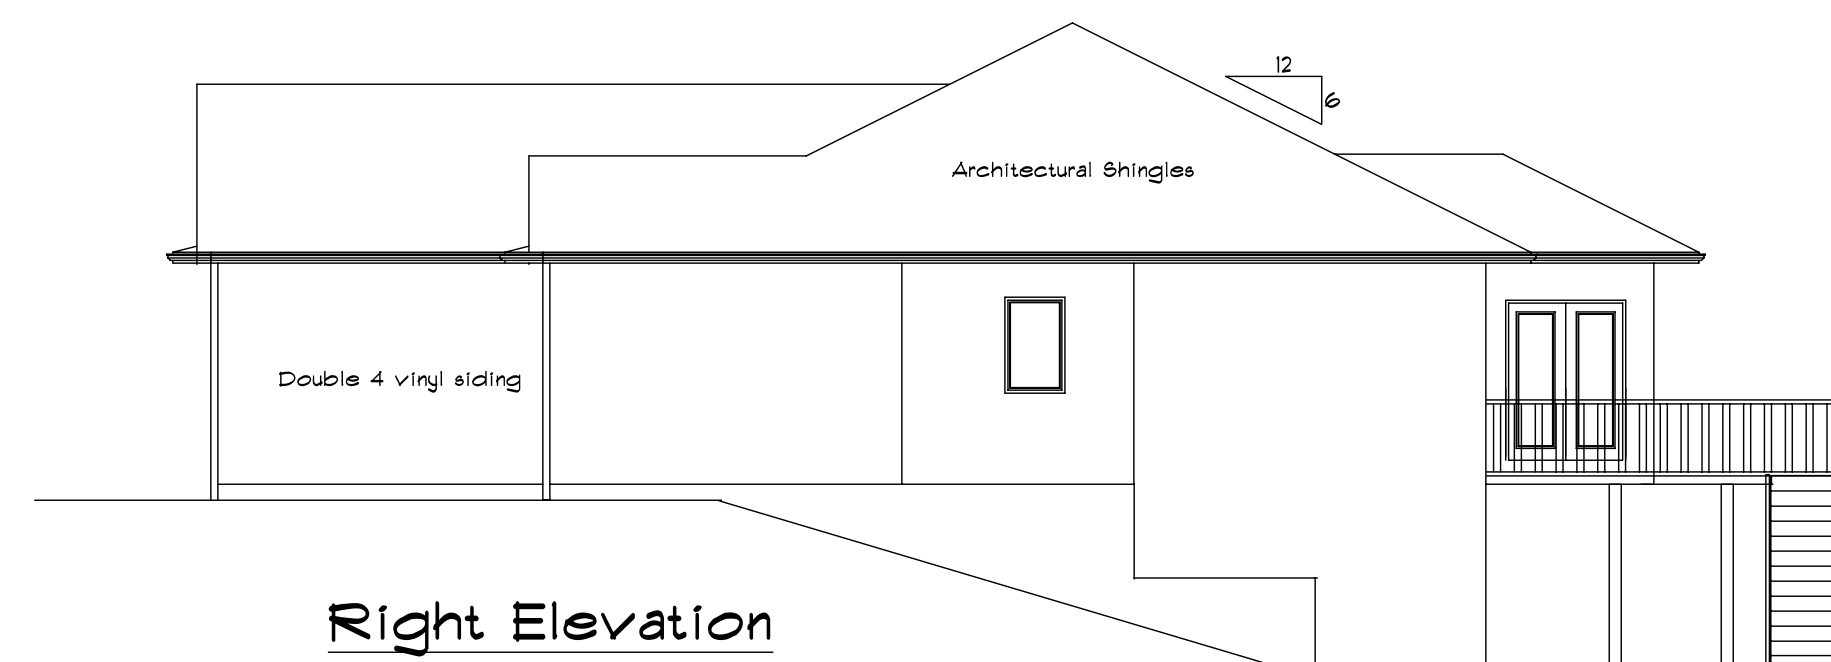 12
6
Architectural Shingles
Double 4 vinyl siding
Right Elevation